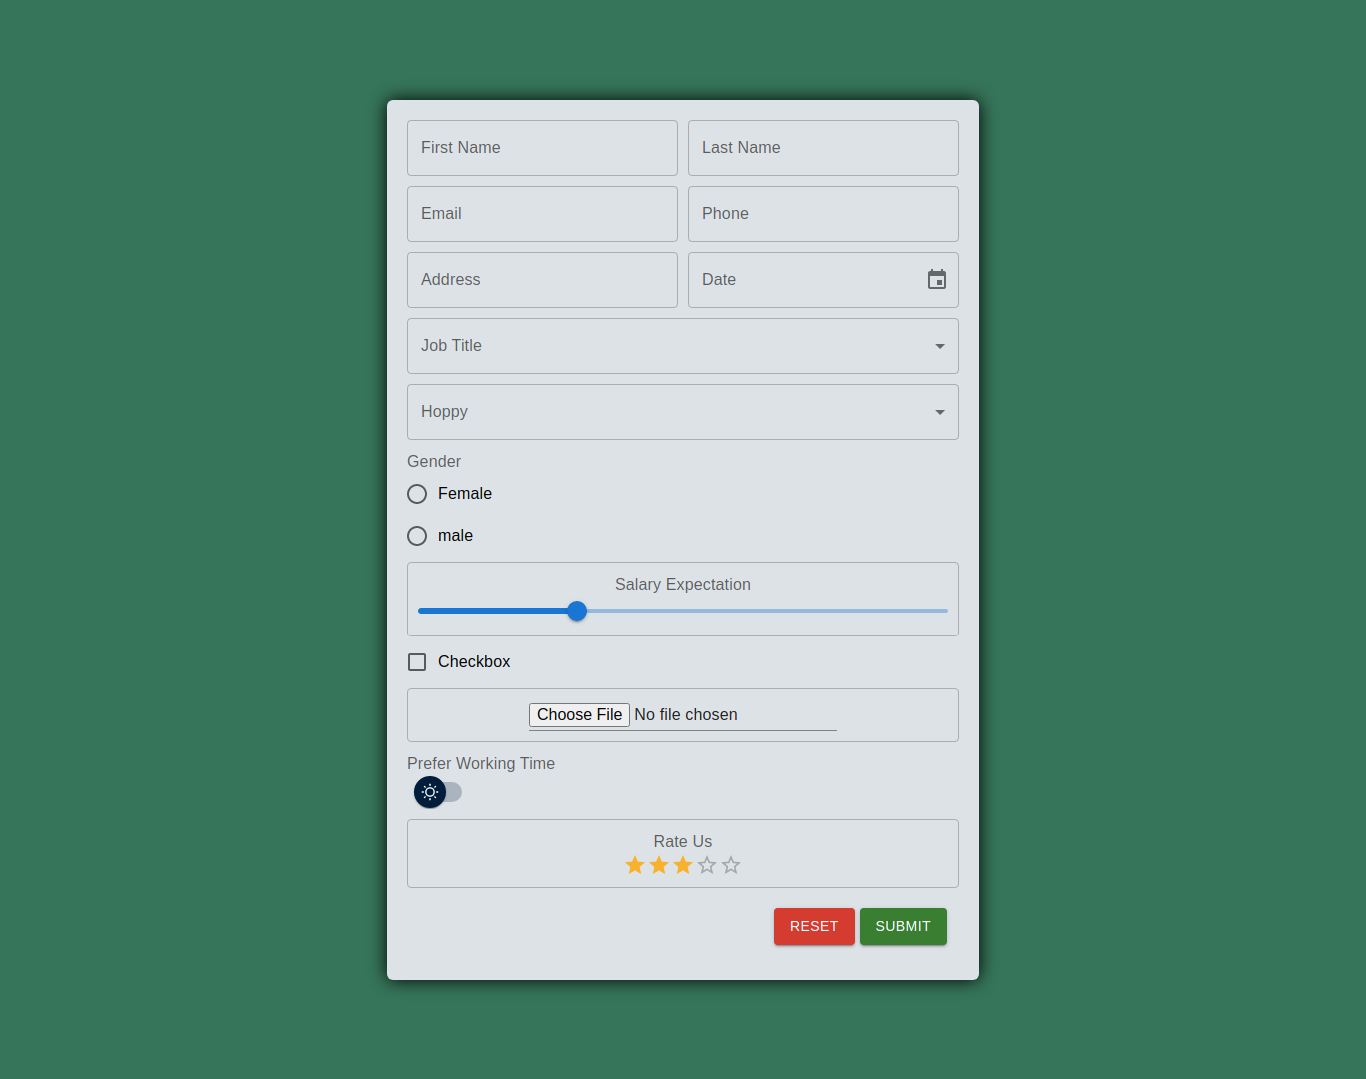 First Name
Last Name
Email
Phone
Address
Date
Job Title
Hoppy
Gender
Female
male
Salary Expectation
Checkbox
Choose File No file chosen
Prefer Working Time
Rate Us
RESET
SUBMIT